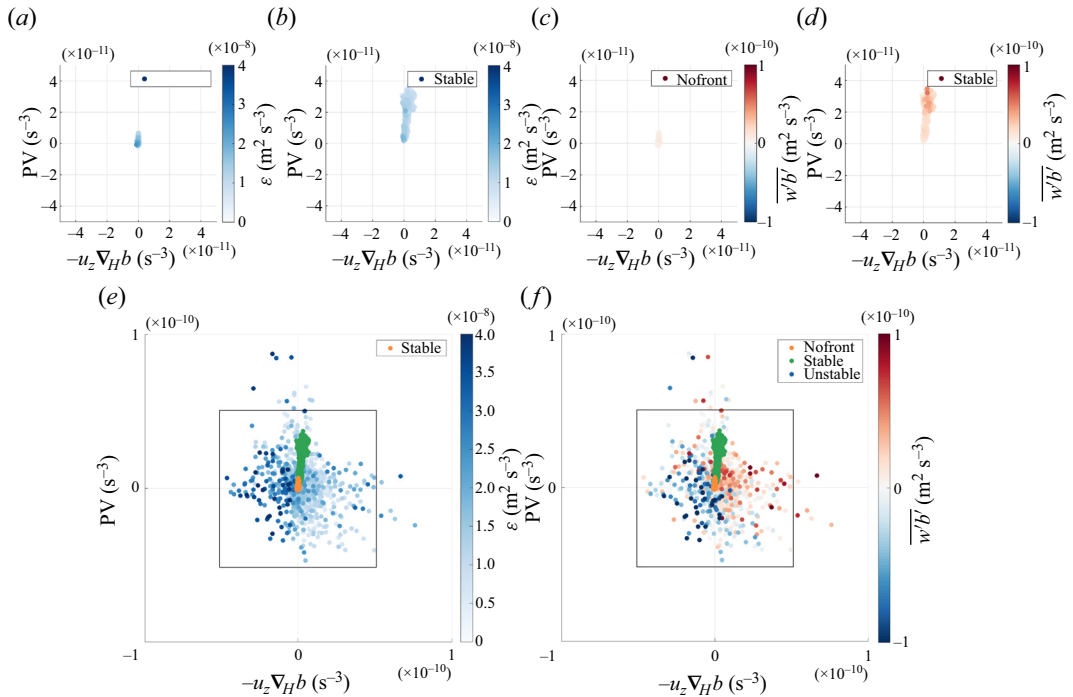 (a) (b) (c) (d)
(×10⁻¹¹) (×10⁻⁸) (×10⁻¹¹) (×10⁻⁸) (×10⁻¹¹) (×10⁻¹⁰) (×10⁻¹¹) (×10⁻¹⁰)
PV (s⁻³)
4
2
0
−2
−4
−4 −2 0 2 4
(×10⁻¹¹)
−u_z∇_H b (s⁻³)
4
3
2
1
0
ε (m² s⁻³)
Stable
PV (s⁻³)
4
2
0
−2
−4
−4 −2 0 2 4
(×10⁻¹¹)
−u_z∇_H b (s⁻³)
4
3
2
1
0
ε (m² s⁻³)
Nofront
PV (s⁻³)
4
2
0
−2
−4
−4 −2 0 2 4
(×10⁻¹¹)
−u_z∇_H b (s⁻³)
1
0
−1
w′b′ (m² s⁻³)
Stable
4
2
0
−2
−4
−4 −2 0 2 4
(×10⁻¹¹)
−u_z∇_H b (s⁻³)
1
0
−1
w′b′ (m² s⁻³)
(e)
(×10⁻¹⁰) (×10⁻⁸)
Stable
PV (s⁻³)
1
0
−1
−1 0 1
(×10⁻¹⁰)
−u_z∇_H b (s⁻³)
4.0
3.5
3.0
2.5
2.0
1.5
1.0
0.5
0
ε (m² s⁻³)
(f)
(×10⁻¹⁰) (×10⁻¹⁰)
Nofront
Stable
Unstable
PV (s⁻³)
1
0
−1
0 1
(×10⁻¹⁰)
−u_z∇_H b (s⁻³)
1
0
−1
w′b′ (m² s⁻³)